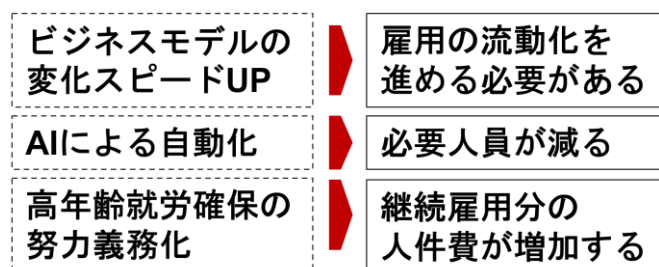 ビジネスモデルの
変化スピードUP
雇用の流動化を
進める必要がある
AIによる自動化
必要人員が減る
高年齢就労確保の
努力義務化
継続雇用分の
人件費が増加する